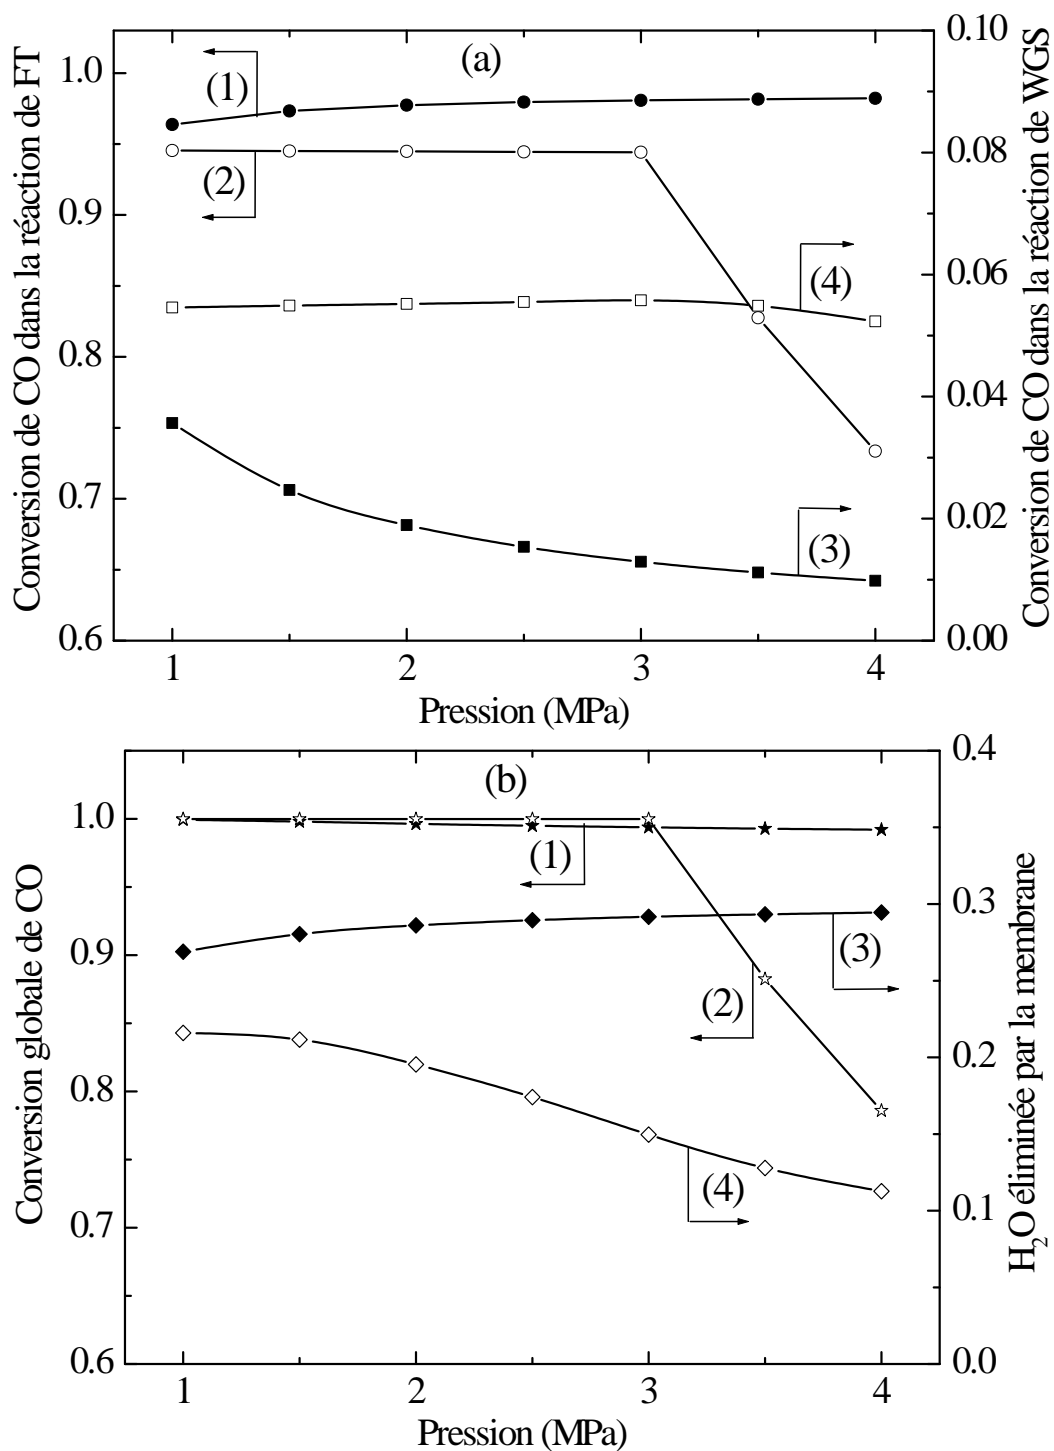 (a)
Conversion de CO dans la réaction de FT
Conversion de CO dans la réaction de WGS
1.0
0.9
0.8
0.7
0.6
0.10
0.08
0.06
0.04
0.02
0.00
(1)
(2)
(4)
(3)
1 2 3 4
Pression (MPa)
(b)
Conversion globale de CO
H₂O éliminée par la membrane
1.0
0.9
0.8
0.7
0.6
0.4
0.3
0.2
0.1
0.0
(1)
(3)
(2)
(4)
1 2 3 4
Pression (MPa)